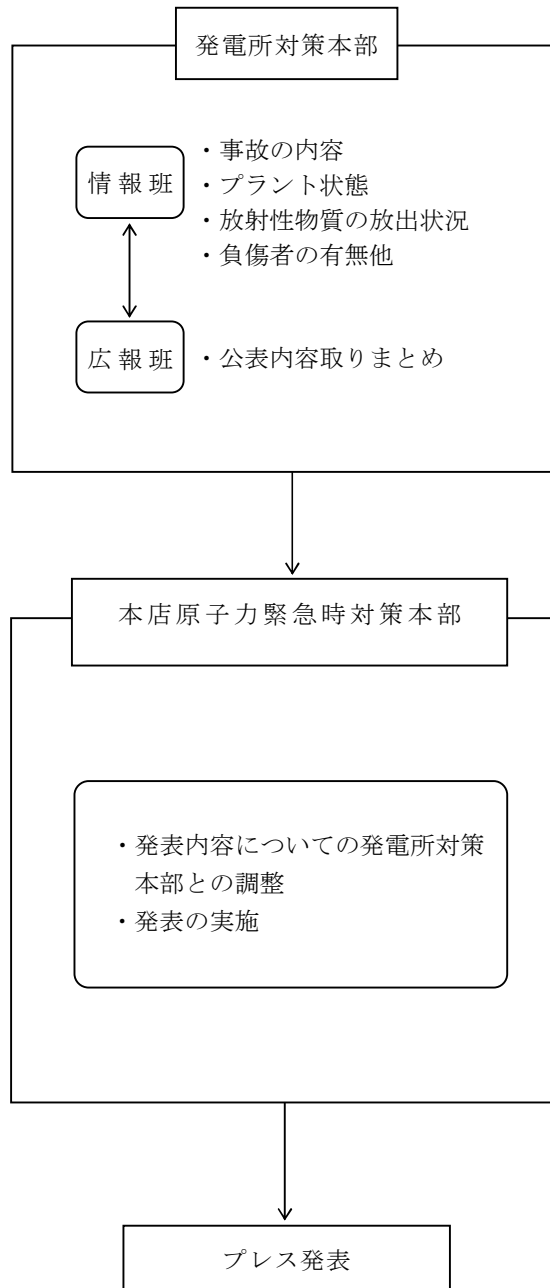 発電所対策本部
情報班
・事故の内容
・プラント状態
・放射性物質の放出状況
・負傷者の有無他
広報班
・公表内容取りまとめ
本店原子力緊急時対策本部
・発表内容についての発電所対策
本部との調整
・発表の実施
プレス発表